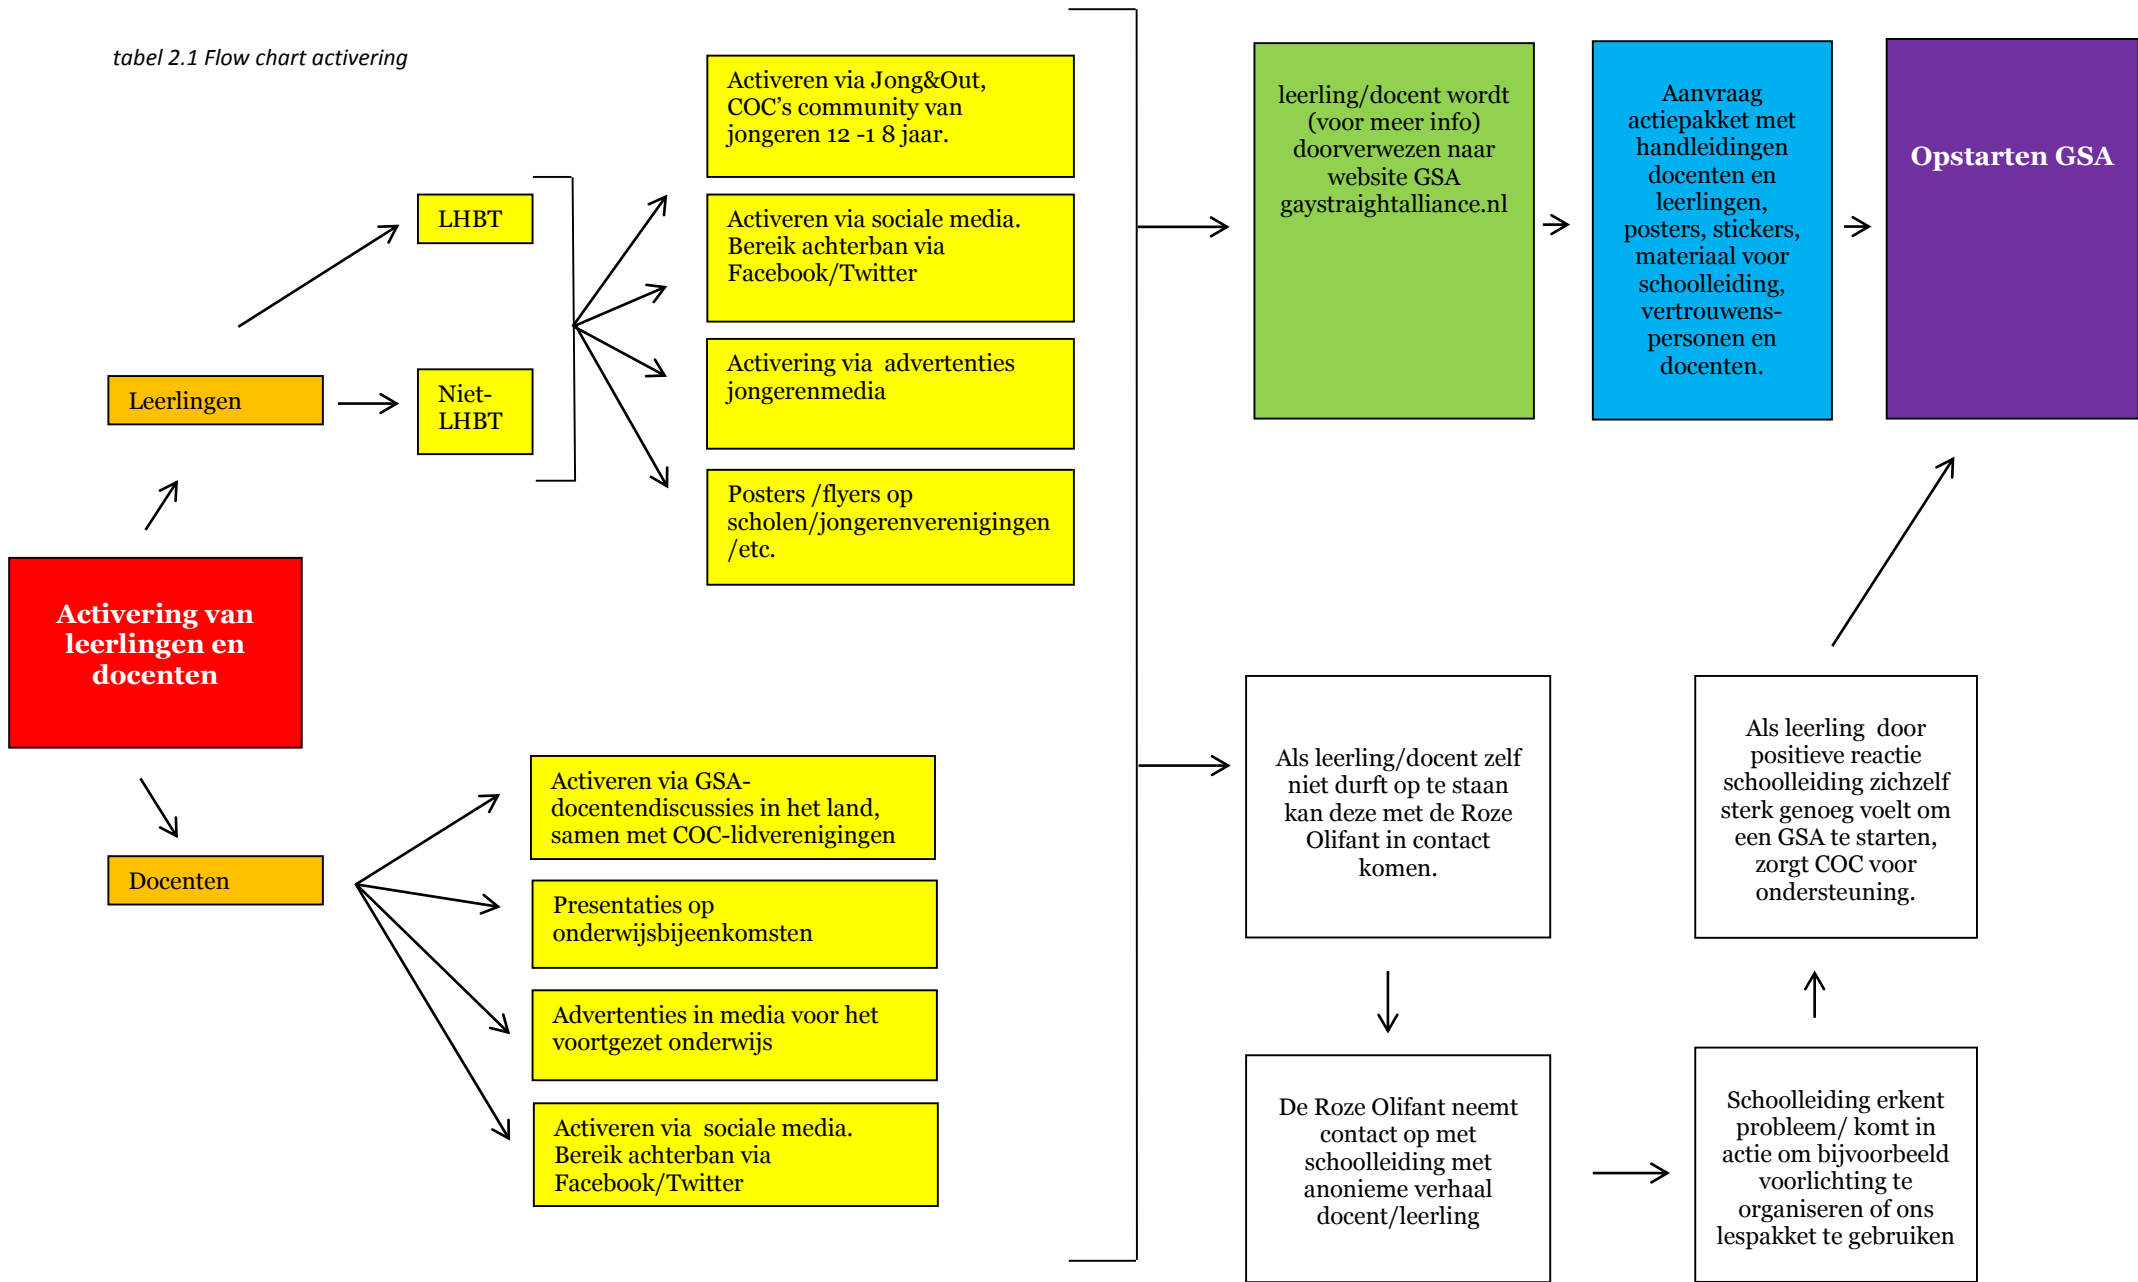 tabel 2.1 Flow chart activering
Activering van
leerlingen en
docenten
Leerlingen
LHBT
Niet-
LHBT
Activeren via Jong&Out,
COC’s community van
jongeren 12 -1 8 jaar.
Activeren via sociale media.
Bereik achterban via
Facebook/Twitter
Activering via  advertenties
jongerenmedia
Posters /flyers op
scholen/jongerenverenigingen
/etc.
Docenten
Activeren via GSA-
docentendiscussies in het land,
samen met COC-lidverenigingen
Presentaties op
onderwijsbijeenkomsten
Advertenties in media voor het
voortgezet onderwijs
Activeren via  sociale media.
Bereik achterban via
Facebook/Twitter
leerling/docent wordt
(voor meer info)
doorverwezen naar
website GSA
gaystraightalliance.nl
Aanvraag
actiepakket met
handleidingen
docenten en
leerlingen,
posters, stickers,
materiaal voor
schoolleiding,
vertrouwens-
personen en
docenten.
Opstarten GSA
Als leerling/docent zelf
niet durft op te staan
kan deze met de Roze
Olifant in contact
komen.
De Roze Olifant neemt
contact op met
schoolleiding met
anonieme verhaal
docent/leerling
Schoolleiding erkent
probleem/ komt in
actie om bijvoorbeeld
voorlichting te
organiseren of ons
lespakket te gebruiken
Als leerling  door
positieve reactie
schoolleiding zichzelf
sterk genoeg voelt om
een GSA te starten,
zorgt COC voor
ondersteuning.